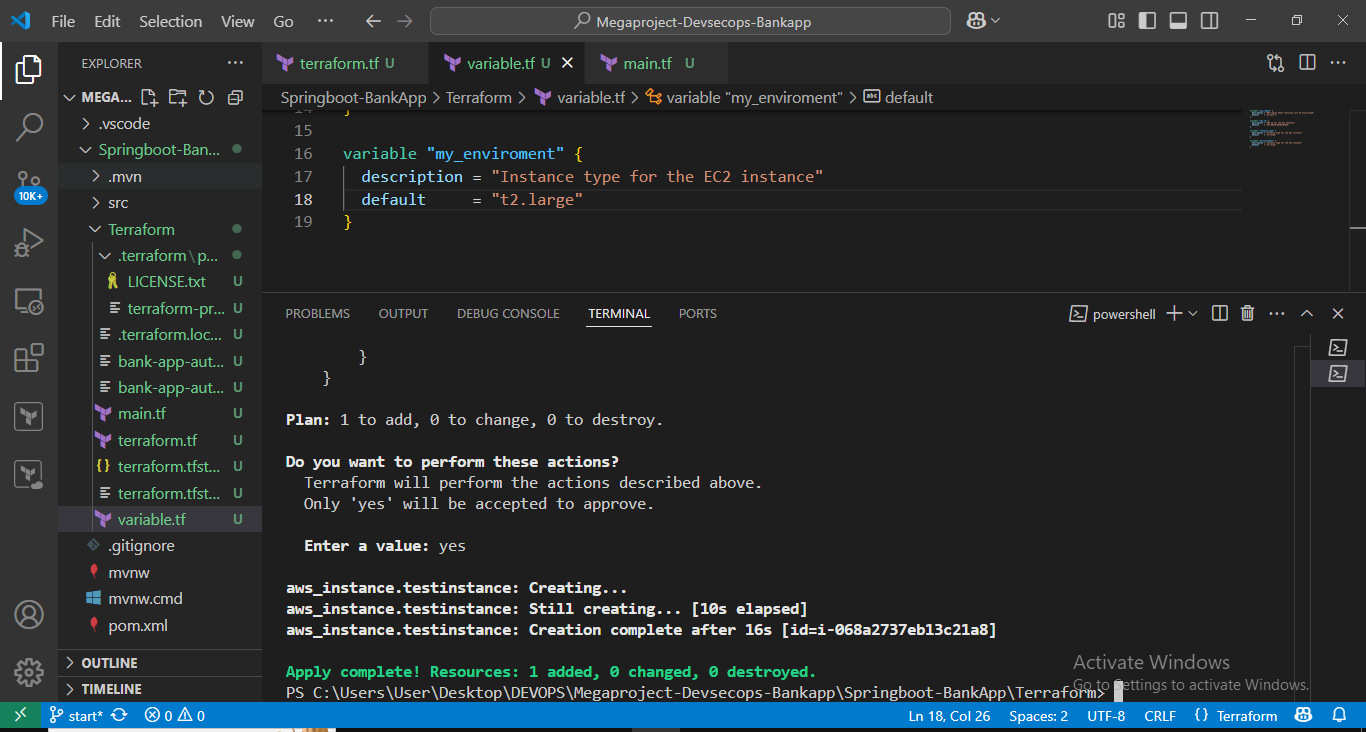 File Edit Selection View Go ··· Megaproject-Devsecops-Bankapp
EXPLORER ···
terraform.tf U
variable.tf U
main.tf U
MEGA...
Springboot-BankApp > Terraform > variable.tf > variable "my_enviroment" > default
.vscode
Springboot-Ban...
.mvn
src
Terraform
.terraform\p...
LICENSE.txt U
terraform-pr... U
.terraform.loc... U
bank-app-aut... U
bank-app-aut... U
main.tf U
terraform.tf U
terraform.tfst... U
terraform.tfst... U
variable.tf U
.gitignore
mvnw
mvnw.cmd
pom.xml
OUTLINE
TIMELINE
10K+
14 }
15
16 variable "my_enviroment" {
17 description = "Instance type for the EC2 instance"
18 default = "t2.large"
19 }
PROBLEMS OUTPUT DEBUG CONSOLE TERMINAL PORTS
powershell
}
}
Plan: 1 to add, 0 to change, 0 to destroy.
Do you want to perform these actions?
Terraform will perform the actions described above.
Only 'yes' will be accepted to approve.
Enter a value: yes
aws_instance.testinstance: Creating...
aws_instance.testinstance: Still creating... [10s elapsed]
aws_instance.testinstance: Creation complete after 16s [id=i-068a2737eb13c21a8]
Apply complete! Resources: 1 added, 0 changed, 0 destroyed.
PS C:\Users\User\Desktop\DEVOPS\Megaproject-Devsecops-Bankapp\Springboot-BankApp\Terraform>
Activate Windows
Go to Settings to activate Windows.
start* 0 0 Ln 18, Col 26 Spaces: 2 UTF-8 CRLF {} Terraform